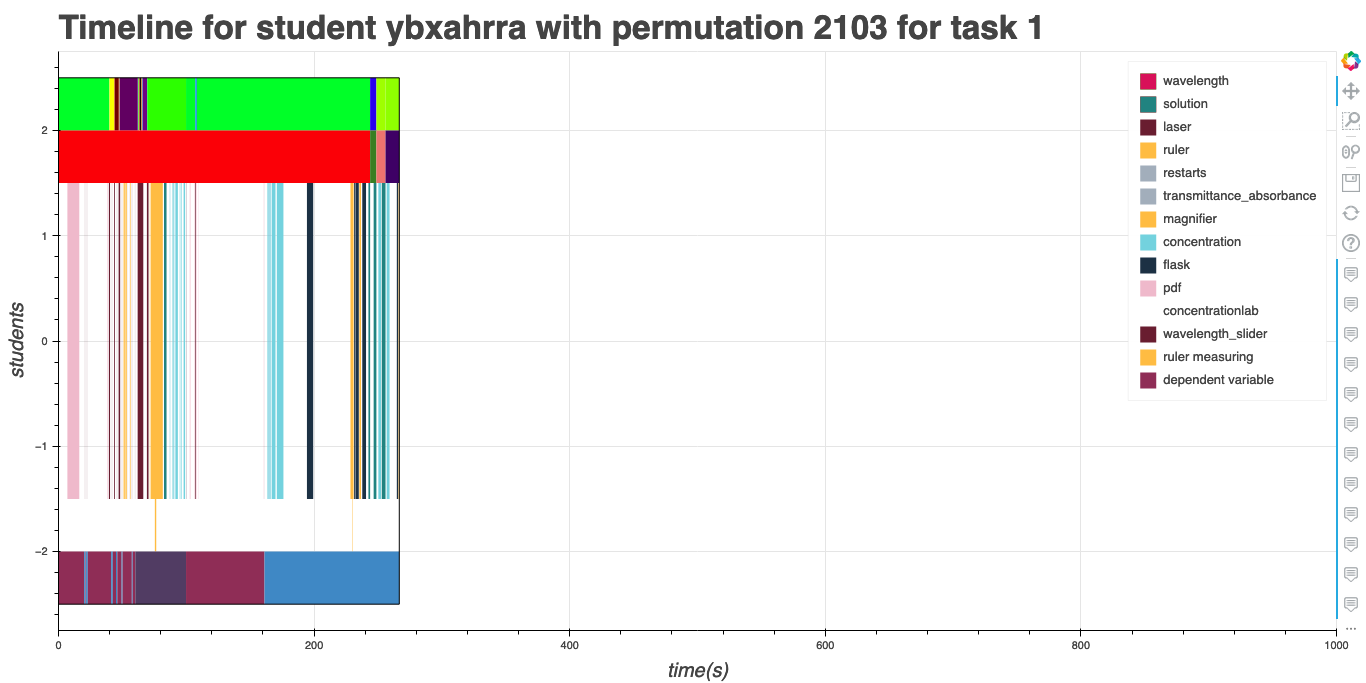 Timeline for student ybxahrra with permutation 2103 for task 1
students
2
1
0
−1
−2
0
200
400
600
800
1000
time(s)
wavelength
solution
laser
ruler
restarts
transmittance_absorbance
magnifier
concentration
flask
pdf
concentrationlab
wavelength_slider
ruler measuring
dependent variable
...